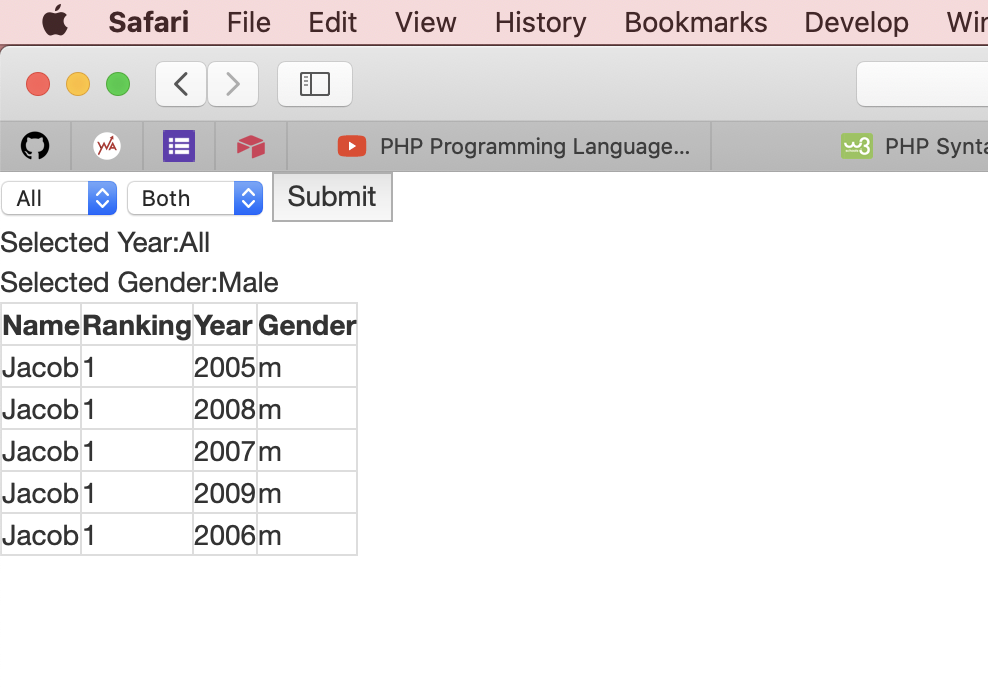 Safari File Edit View History Bookmarks Develop
PHP Programming Language...
W3 PHP
All Both Submit
Selected Year:All
Selected Gender:Male
Name Ranking Year Gender
Jacob 1 2005 m
Jacob 1 2008 m
Jacob 1 2007 m
Jacob 1 2009 m
Jacob 1 2006 m